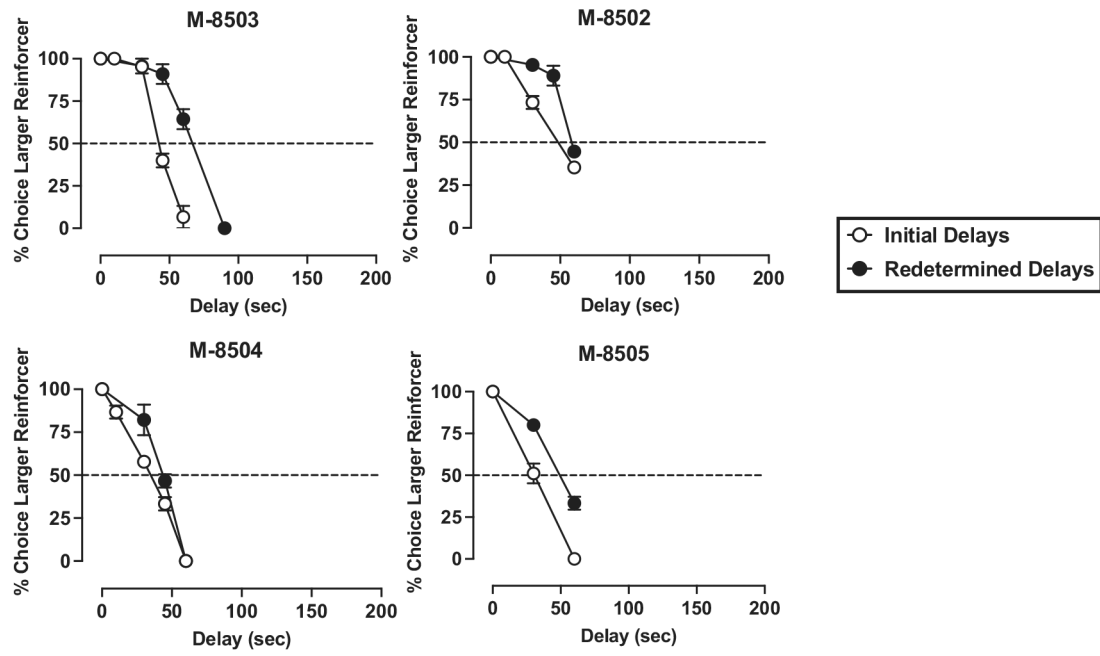 M-8503
% Choice Larger Reinforcer
100
75
50
25
0
0 50 100 150 200
Delay (sec)
M-8502
% Choice Larger Reinforcer
100
75
50
25
0
0 50 100 150 200
Delay (sec)
Initial Delays
Redetermined Delays
M-8504
% Choice Larger Reinforcer
100
75
50
25
0
0 50 100 150 200
Delay (sec)
M-8505
% Choice Larger Reinforcer
100
75
50
25
0
0 50 100 150 200
Delay (sec)